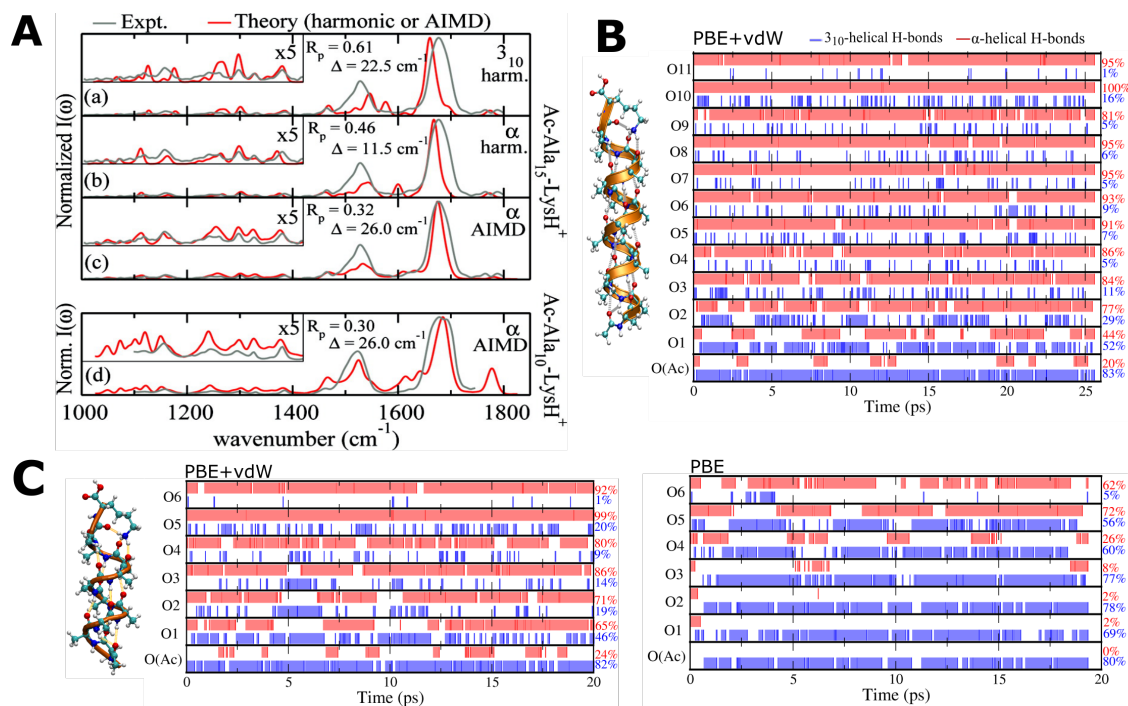 A
Expt. Theory (harmonic or AIMD)
Normalized I(ω)
x5
R_p = 0.61
Δ = 22.5 cm⁻¹
3₁₀
harm.
(a)
x5
R_p = 0.46
Δ = 11.5 cm⁻¹
α
harm.
(b)
x5
R_p = 0.32
Δ = 26.0 cm⁻¹
α
AIMD
(c)
Ac-Ala₁₅-LysH⁺
Norm. I(ω)
x5
R_p = 0.30
Δ = 26.0 cm⁻¹
α
AIMD
(d)
Ac-Ala₁₀-LysH⁺
1000 1200 1400 1600 1800
wavenumber (cm⁻¹)
B
PBE+vdW 3₁₀-helical H-bonds α-helical H-bonds
O11 95%
1%
O10 100%
16%
O9 81%
5%
O8 95%
6%
O7 95%
5%
O6 93%
9%
O5 91%
7%
O4 86%
5%
O3 84%
11%
O2 77%
29%
O1 44%
52%
O(Ac) 20%
83%
0 5 10 15 20 25
Time (ps)
C
PBE+vdW
O6 92%
1%
O5 99%
20%
O4 80%
9%
O3 86%
14%
O2 71%
19%
O1 65%
46%
O(Ac) 24%
82%
0 5 10 15 20
Time (ps)
PBE
O6 62%
5%
O5 72%
56%
O4 26%
60%
O3 8%
77%
O2 2%
78%
O1 2%
69%
O(Ac) 0%
80%
0 5 10 15 20
Time (ps)